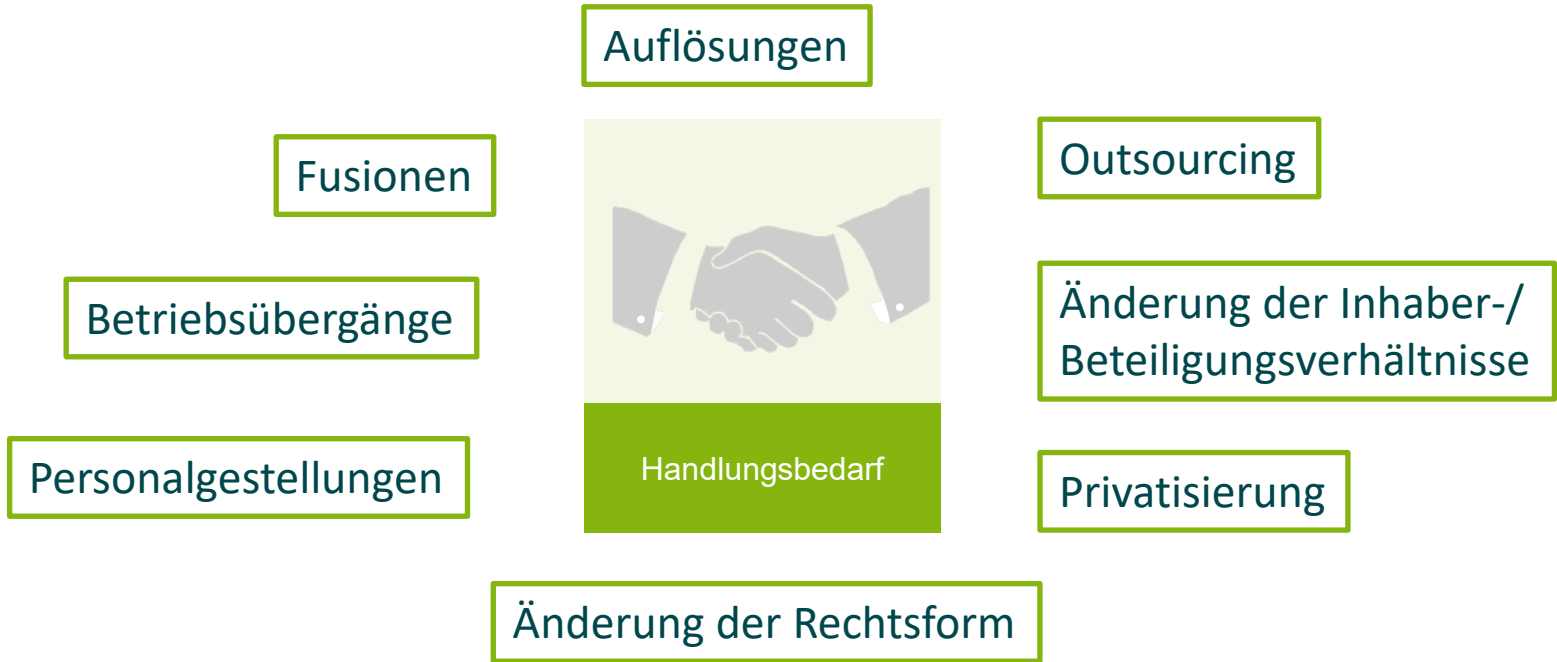 Auflösungen
Fusionen
Outsourcing
Betriebsübergänge
Änderung der Inhaber-/
Beteiligungsverhältnisse
Personalgestellungen
Handlungsbedarf
Privatisierung
Änderung der Rechtsform